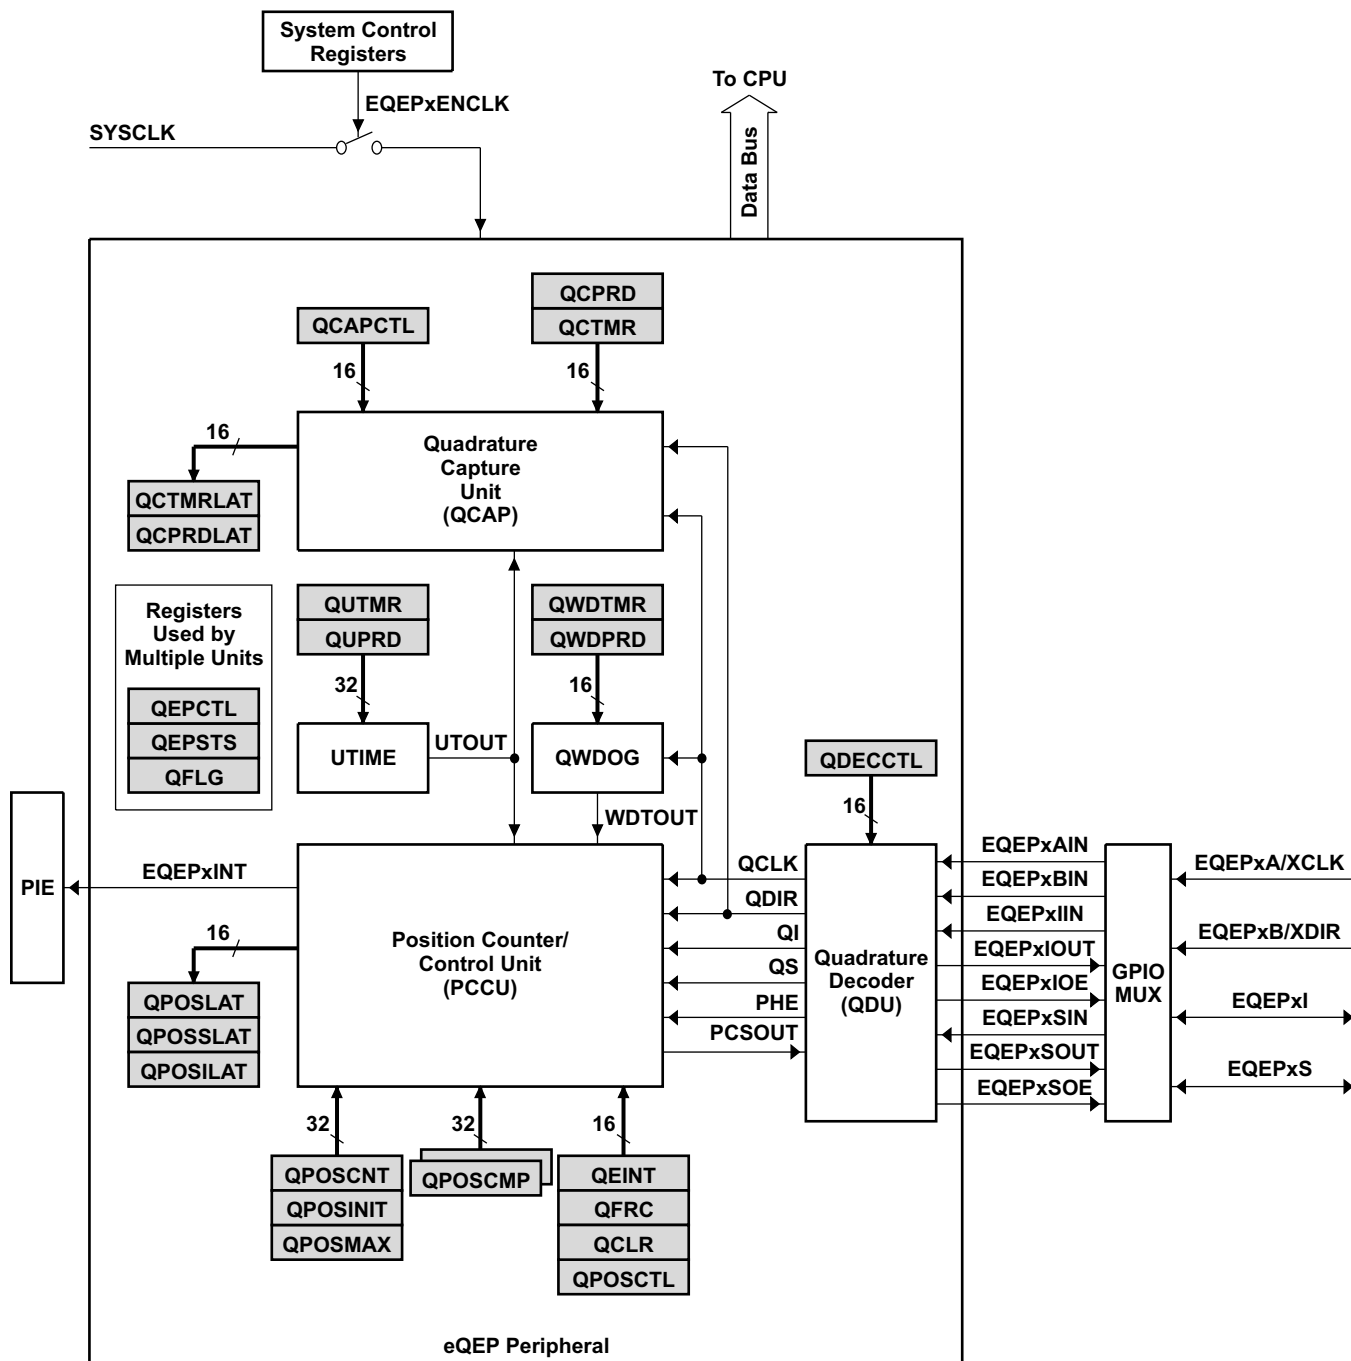 System Control
Registers
To CPU
EQEPxENCLK
SYSCLK
Data Bus
QCPRD
QCTMR
QCAPCTL
16
16
16
Quadrature
Capture
Unit
(QCAP)
QCTMRLAT
QCPRDLAT
Registers
Used by
Multiple Units
QEPCTL
QEPSTS
QFLG
QUTMR
QUPRD
32
UTIME
UTOUT
QWDTMR
QWDPRD
16
QWDOG
WDTOUT
QDECCTL
16
PIE
EQEPxINT
16
Position Counter/
Control Unit
(PCCU)
QCLK
QDIR
QI
QS
PHE
PCSOUT
Quadrature
Decoder
(QDU)
EQEPxAIN
EQEPxBIN
EQEPxIIN
EQEPxIOUT
EQEPxIOE
EQEPxSIN
EQEPxSOUT
EQEPxSOE
GPIO
MUX
EQEPxA/XCLK
EQEPxB/XDIR
EQEPxI
EQEPxS
QPOSLAT
QPOSSLAT
QPOSILAT
32
32
16
QPOSCNT
QPOSINIT
QPOSMAX
QPOSCMP
QEINT
QFRC
QCLR
QPOSCTL
eQEP Peripheral